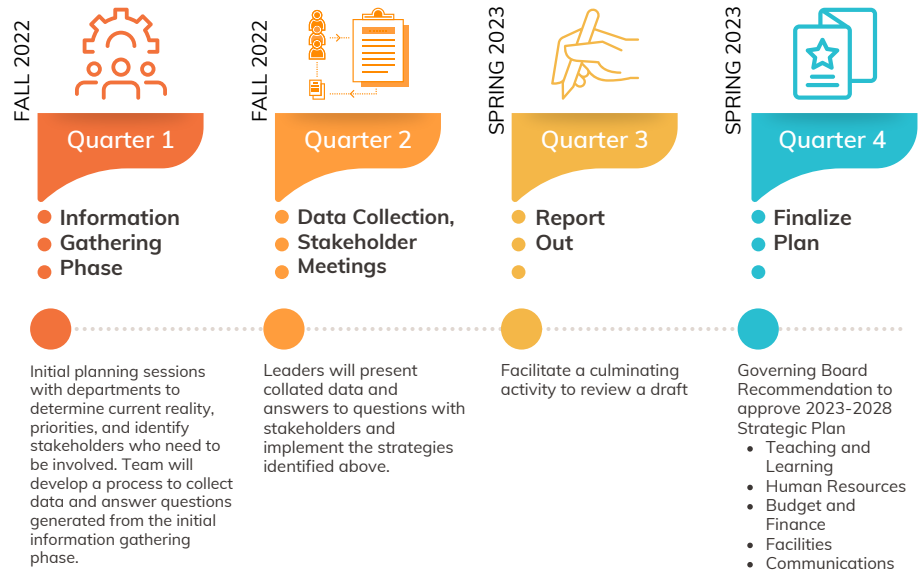 FALL 2022
Quarter 1
Information
Gathering
Phase
Initial planning sessions
with departments to
determine current reality,
priorities, and identify
stakeholders who need to
be involved. Team will
develop a process to collect
data and answer questions
generated from the initial
information gathering
phase.
FALL 2022
Quarter 2
Data Collection,
Stakeholder
Meetings
Leaders will present
collated data and
answers to questions with
stakeholders and
implement the strategies
identified above.
SPRING 2023
Quarter 3
Report
Out
Facilitate a culminating
activity to review a draft
SPRING 2023
Quarter 4
Finalize
Plan
Governing Board
Recommendation to
approve 2023-2028
Strategic Plan
• Teaching and
Learning
• Human Resources
• Budget and
Finance
• Facilities
• Communications